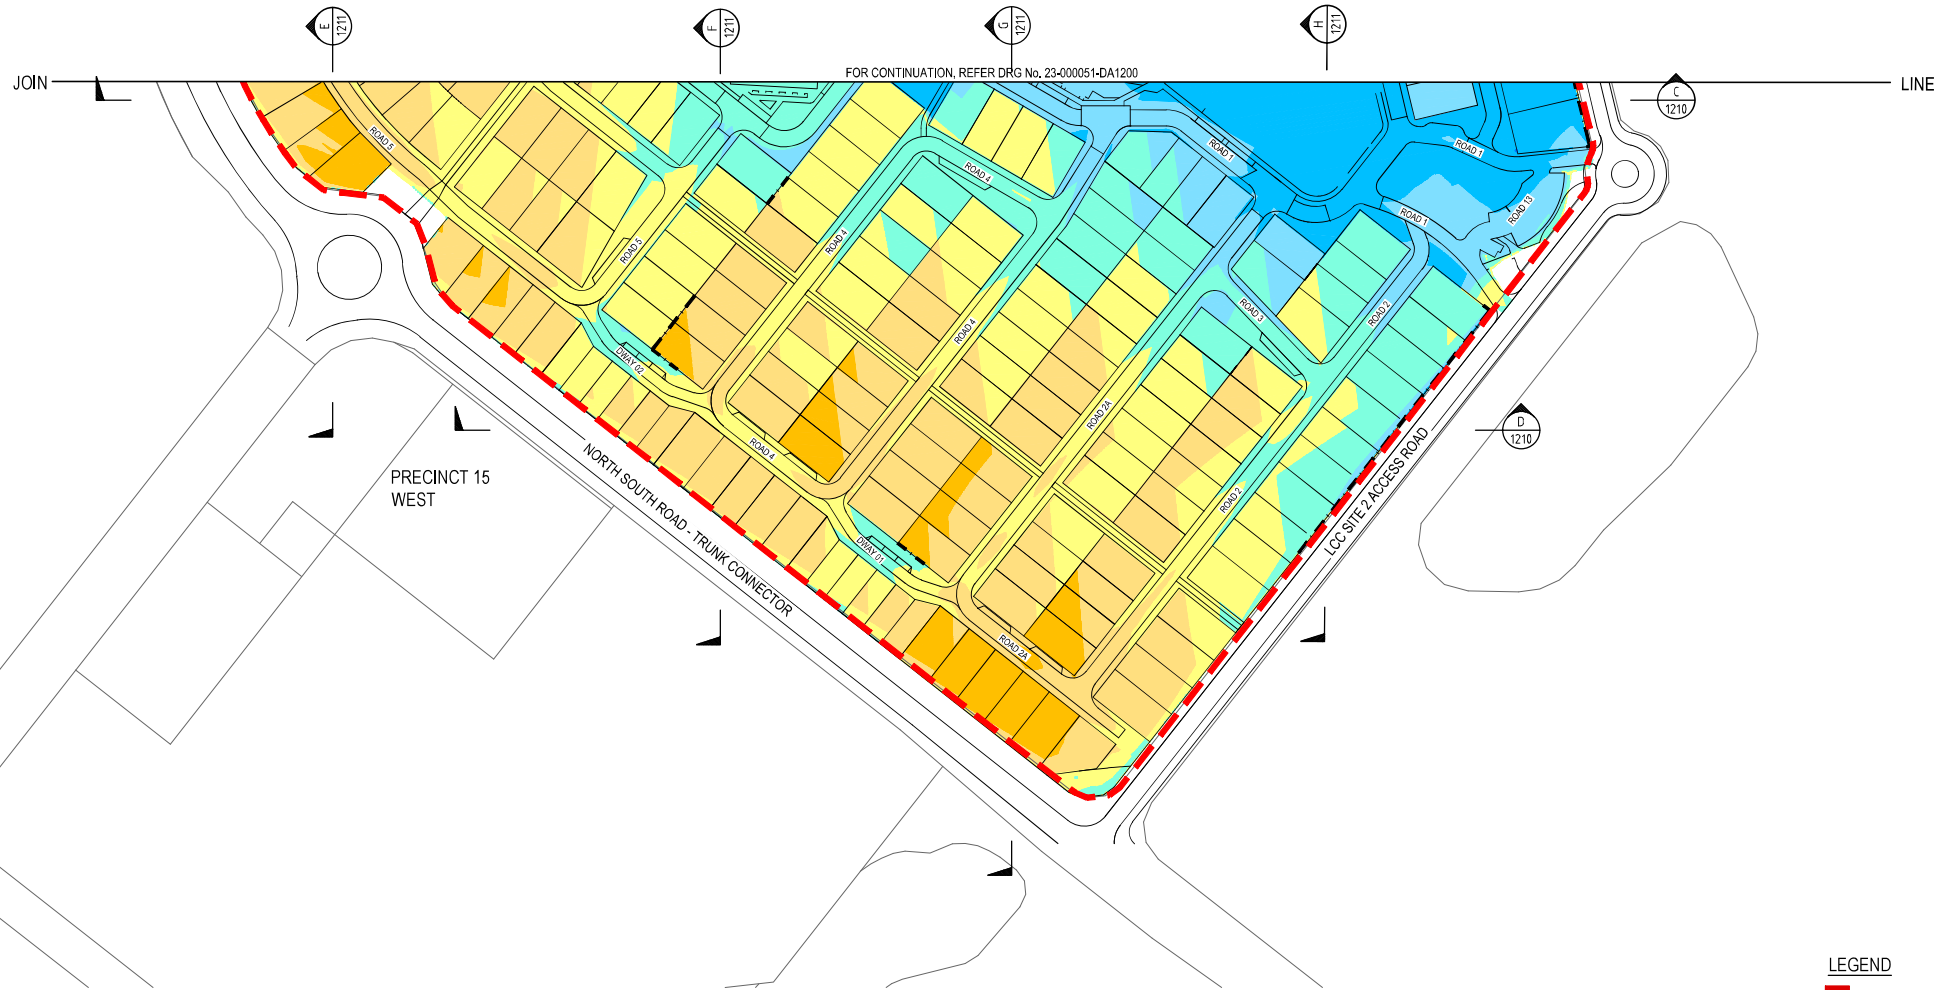 E
1211
F
1211
G
1211
H
1211
FOR CONTINUATION, REFER DRG No. 23-000051-DA1200
JOIN
LINE
C
1210
ROAD 5
ROAD 4
ROAD 1
ROAD 1
ROAD 13
ROAD 1
ROAD 5
ROAD 4
ROAD 4
ROAD 3
ROAD 2
DWAY 02
ROAD 2A
D
1210
ROAD 4
PRECINCT 15
WEST
NORTH SOUTH ROAD - TRUNK CONNECTOR
LCC SITE 2 ACCESS ROAD
ROAD 2
DWAY 01
ROAD 2A
LEGEND